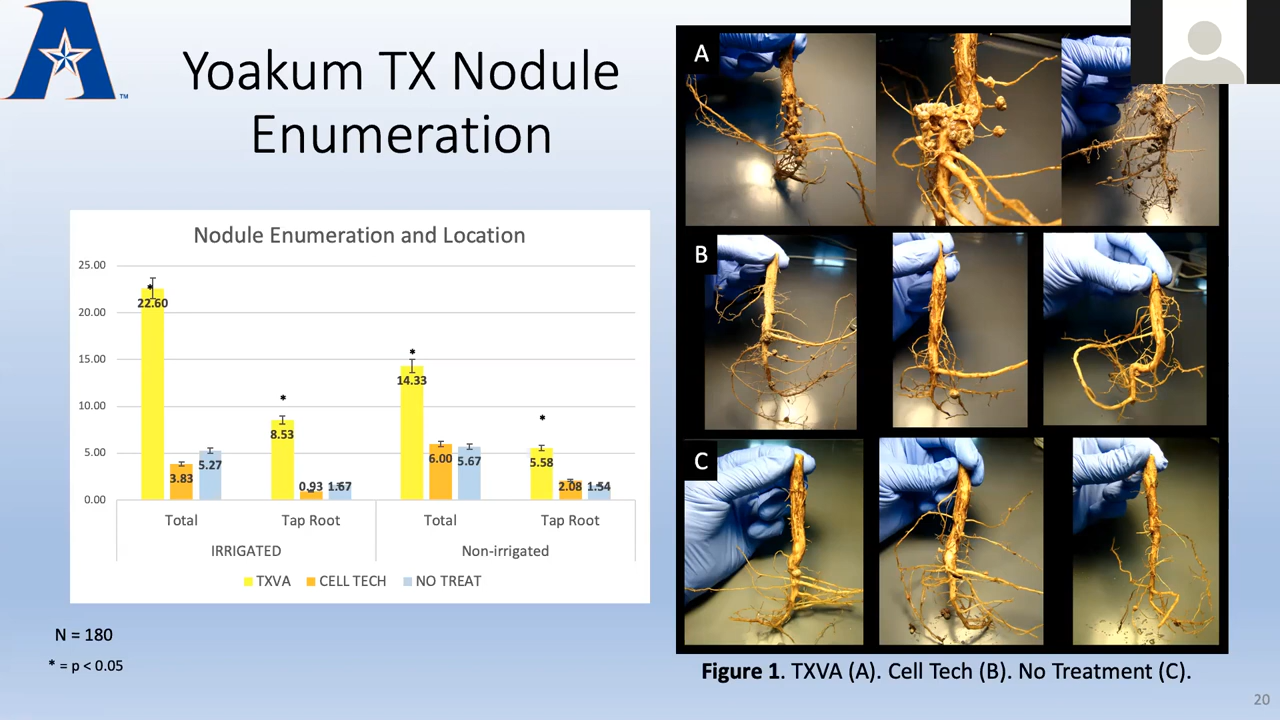 Yoakum TX Nodule
Enumeration
TM
Nodule Enumeration and Location
25.00
20.00
15.00
10.00
5.00
0.00
22.60
3.83
5.27
8.53
0.93
1.67
14.33
6.00
5.67
5.58
2.08
1.54
*
*
*
*
Total
Tap Root
Total
Tap Root
IRRIGATED
Non-irrigated
TXVA
CELL TECH
NO TREAT
N = 180
* = p < 0.05
A
B
C
Figure 1. TXVA (A). Cell Tech (B). No Treatment (C).
20